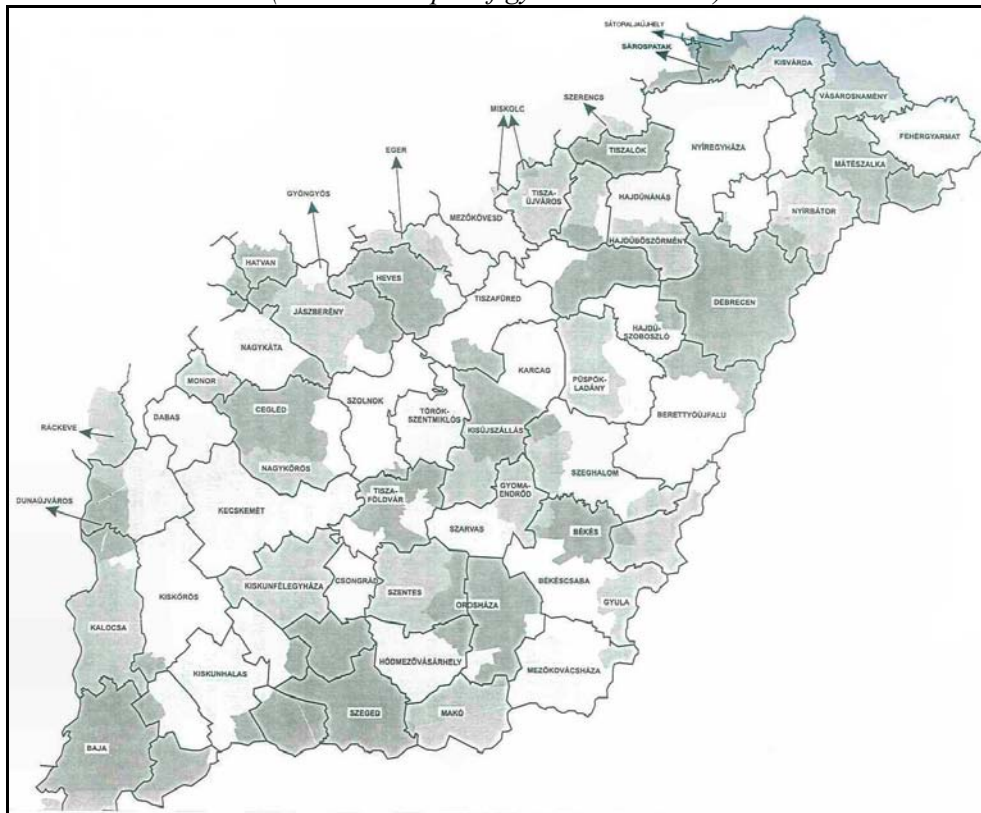 SÁTORALJAÚJHELY
SÁROSPATAK
KISVÁRDA
VÁSÁROSNAMÉNY
SZERENCS
MISKOLC
FEHÉRGYARMAT
EGER
TISZALÖK
NYÍREGYHÁZA
MÁTÉSZALKA
GYÖNGYÖS
TISZA-
ÚJVÁROS
HAJDÚNÁNÁS
MEZŐKÖVESD
NYÍRBÁTOR
HAJDÚBÖSZÖRMÉNY
HATVAN
HEVES
TISZAFÜRED
DEBRECEN
JÁSZBERÉNY
HAJDÚ-
SZOBOSZLÓ
NAGYKÁTA
KARCAG
PÜSPÖK-
LADÁNY
MONOR
SZOLNOK
TÖRÖK-
SZENTMIKLÓS
BERETTYÓÚJFALU
DABAS
CEGLÉD
RÁCKEVE
KISÚJSZÁLLÁS
NAGYKŐRÖS
SZEGHALOM
TISZA-
FÖLDVÁR
GYOMA-
ENDRŐD
DUNAÚJVÁROS
KECSKEMÉT
SZARVAS
BÉKÉS
KISKUNFÉLEGYHÁZA
CSONGRÁD
BÉKÉSCSABA
KISKŐRÖS
SZENTES
OROSHÁZA
GYULA
KALOCSA
KISKUNHALAS
HÓDMEZŐVÁSÁRHELY
MEZŐKOVÁCSHÁZA
SZEGED
MAKÓ
BAJA